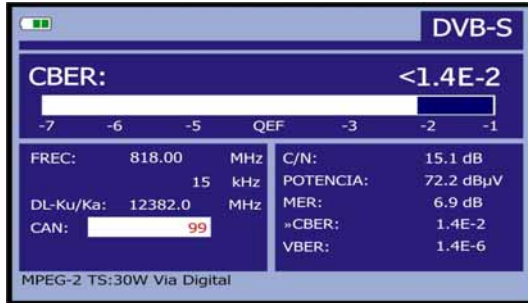 DVB-S
CBER: <1.4E-2
-7 -6 -5 QEF -3 -2 -1
FREC: 818.00 MHz
15 kHz
DL-Ku/Ka: 12382.0 MHz
CAN: 99
C/N: 15.1 dB
POTENCIA: 72.2 dBµV
MER: 6.9 dB
»CBER: 1.4E-2
VBER: 1.4E-6
MPEG-2 TS:30W Via Digital